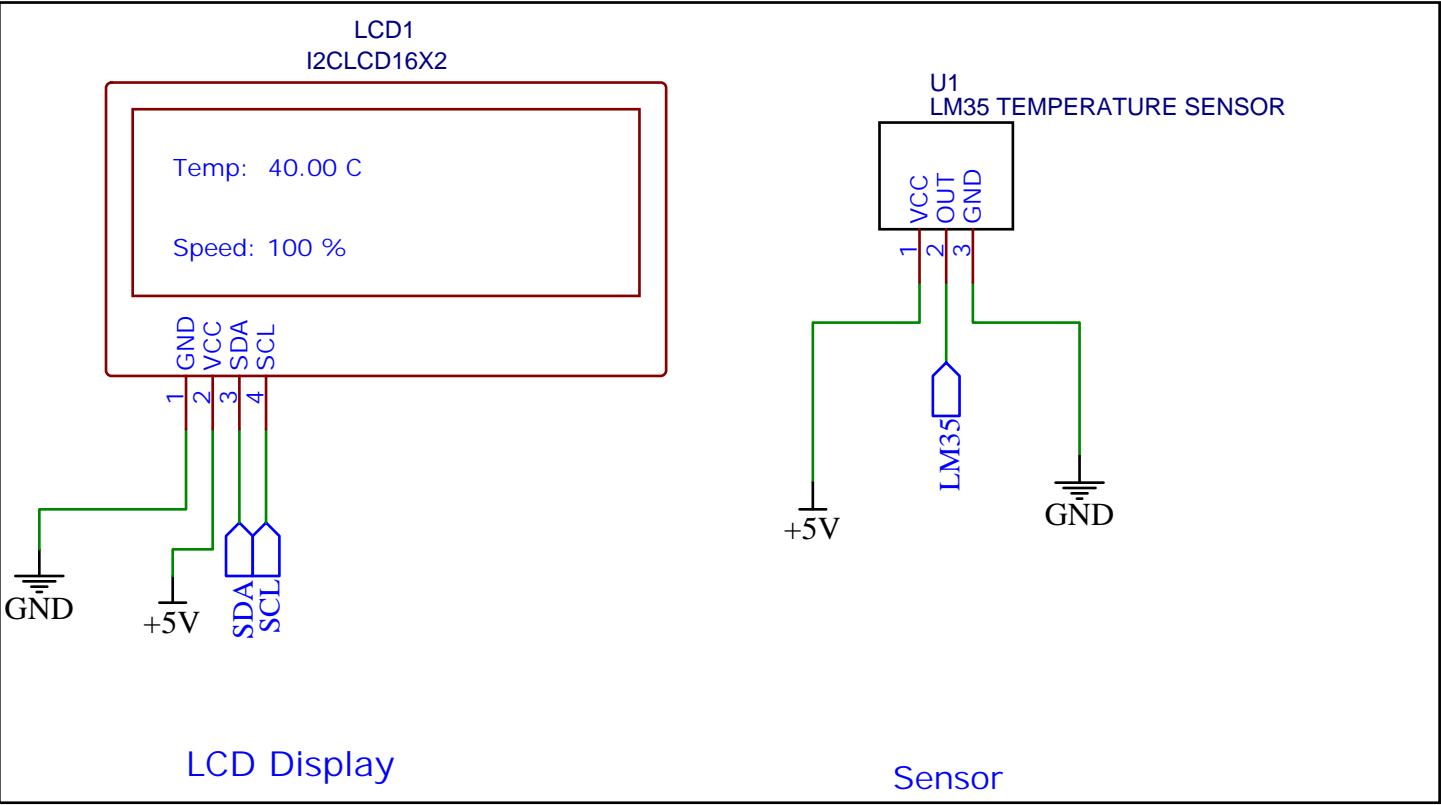 LCD1
I2CLCD16X2
Temp: 40.00 C
Speed: 100 %
GND
VCC
SDA
SCL
1
2
3
4
GND
+5V
SDA
SCL
LCD Display
U1
LM35 TEMPERATURE SENSOR
VCC
OUT
GND
1
2
3
+5V
LM35
GND
Sensor